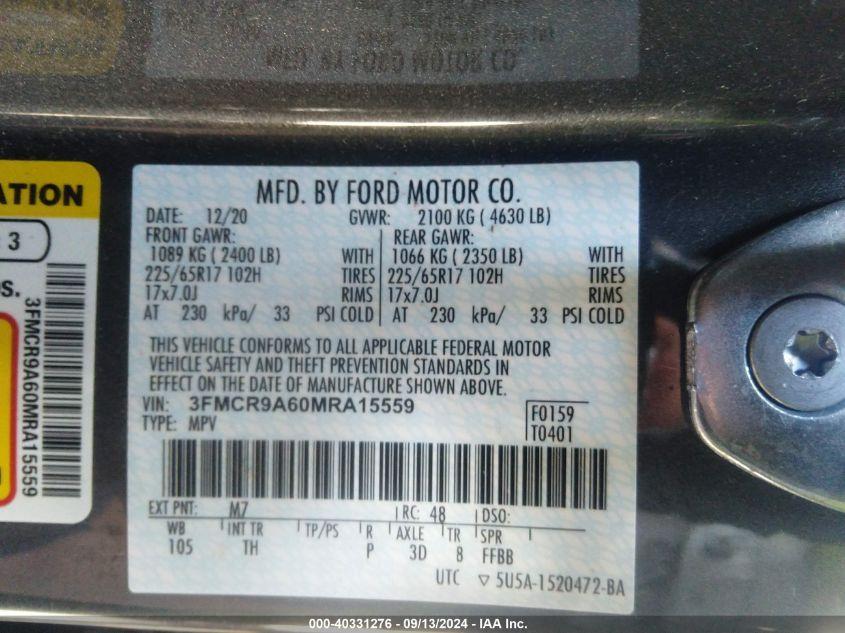 MFD. BY FORD MOTOR CO.
ATION
3
OS.
3FMCR9A60MRA15559
MFD. BY FORD MOTOR CO.
DATE: 12/20 GVWR: 2100 KG ( 4630 LB)
FRONT GAWR: REAR GAWR:
1089 KG ( 2400 LB) WITH 1066 KG ( 2350 LB) WITH
225/65R17 102H TIRES 225/65R17 102H TIRES
17x7.0J RIMS 17x7.0J RIMS
AT 230 kPa/ 33 PSI COLD AT 230 kPa/ 33 PSI COLD
THIS VEHICLE CONFORMS TO ALL APPLICABLE FEDERAL MOTOR
VEHICLE SAFETY AND THEFT PREVENTION STANDARDS IN
EFFECT ON THE DATE OF MANUFACTURE SHOWN ABOVE.
VIN: 3FMCR9A60MRA15559
TYPE: MPV
F0159
T0401
EXT PNT: M7 RC: 48 DSO:
WB INT TR TP/PS R AXLE TR SPR
105 TH P 3D 8 FFBB
UTC ▽ 5U5A-1520472-BA
000-40331276 - 09/13/2024 - © IAA, Inc.